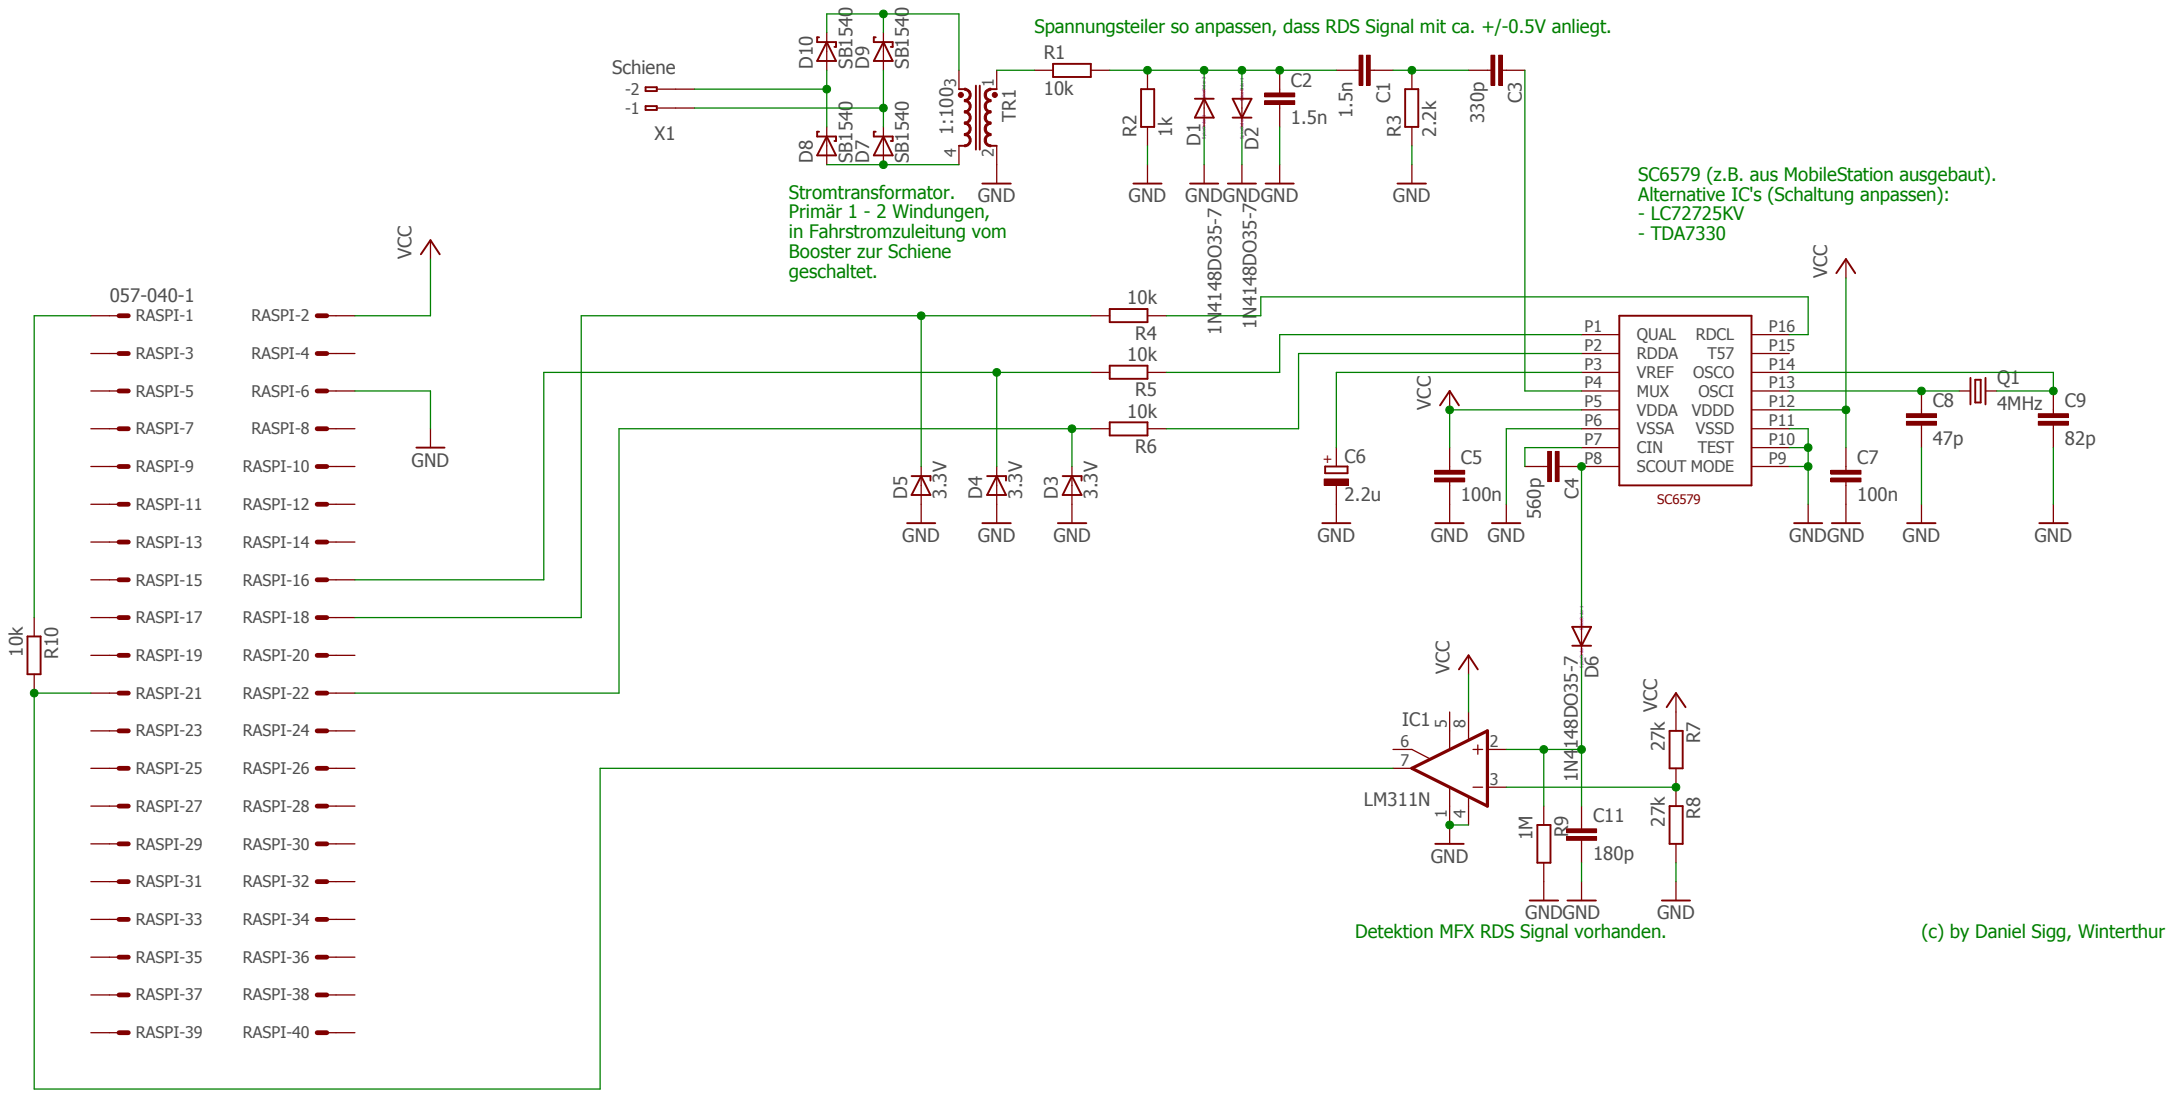 Spannungsteiler so anpassen, dass RDS Signal mit ca. +/-0.5V anliegt.
Schiene
-2
-1
X1
D10
SB1540
D9
SB1540
D8
SB1540
D7
SB1540
1:100
3
4
1
2
TR1
GND
R1
10k
R2
1k
GND
D1
GND
1N4148DO35-7
D2
GND
1N4148DO35-7
C2
1.5n
GND
1.5n
C1
R3
2.2k
GND
330p
C3
Stromtransformator.
Primär 1 - 2 Windungen,
in Fahrstromzuleitung vom
Booster zur Schiene
geschaltet.
SC6579 (z.B. aus MobileStation ausgebaut).
Alternative IC's (Schaltung anpassen):
- LC72725KV
- TDA7330
VCC
057-040-1
RASPI-1 RASPI-2
RASPI-3 RASPI-4
RASPI-5 RASPI-6
RASPI-7 RASPI-8
RASPI-9 RASPI-10
RASPI-11 RASPI-12
RASPI-13 RASPI-14
RASPI-15 RASPI-16
RASPI-17 RASPI-18
RASPI-19 RASPI-20
RASPI-21 RASPI-22
RASPI-23 RASPI-24
RASPI-25 RASPI-26
RASPI-27 RASPI-28
RASPI-29 RASPI-30
RASPI-31 RASPI-32
RASPI-33 RASPI-34
RASPI-35 RASPI-36
RASPI-37 RASPI-38
RASPI-39 RASPI-40
GND
10k
R10
10k
R4
10k
R5
10k
R6
D5
3.3V
GND
D4
3.3V
GND
D3
3.3V
GND
+
C6
2.2u
GND
VCC
C5
100n
GND
GND
560p
C4
P1 QUAL RDCL P16
P2 RDDA T57 P15
P3 VREF OSCO P14
P4 MUX OSCI P13
P5 VDDA VDDD P12
P6 VSSA VSSD P11
P7 CIN TEST P10
P8 SCOUT MODE P9
SC6579
VCC
GND
C7
100n
GND
C8
47p
GND
Q1
4MHz
C9
82p
GND
1N4148DO35-7
D6
VCC
IC1
5
8
6
7
+
2
-
3
1
4
LM311N
GND
1M
R9
GND
C11
180p
GND
VCC
27k
R7
27k
R8
GND
Detektion MFX RDS Signal vorhanden.
(c) by Daniel Sigg, Winterthur